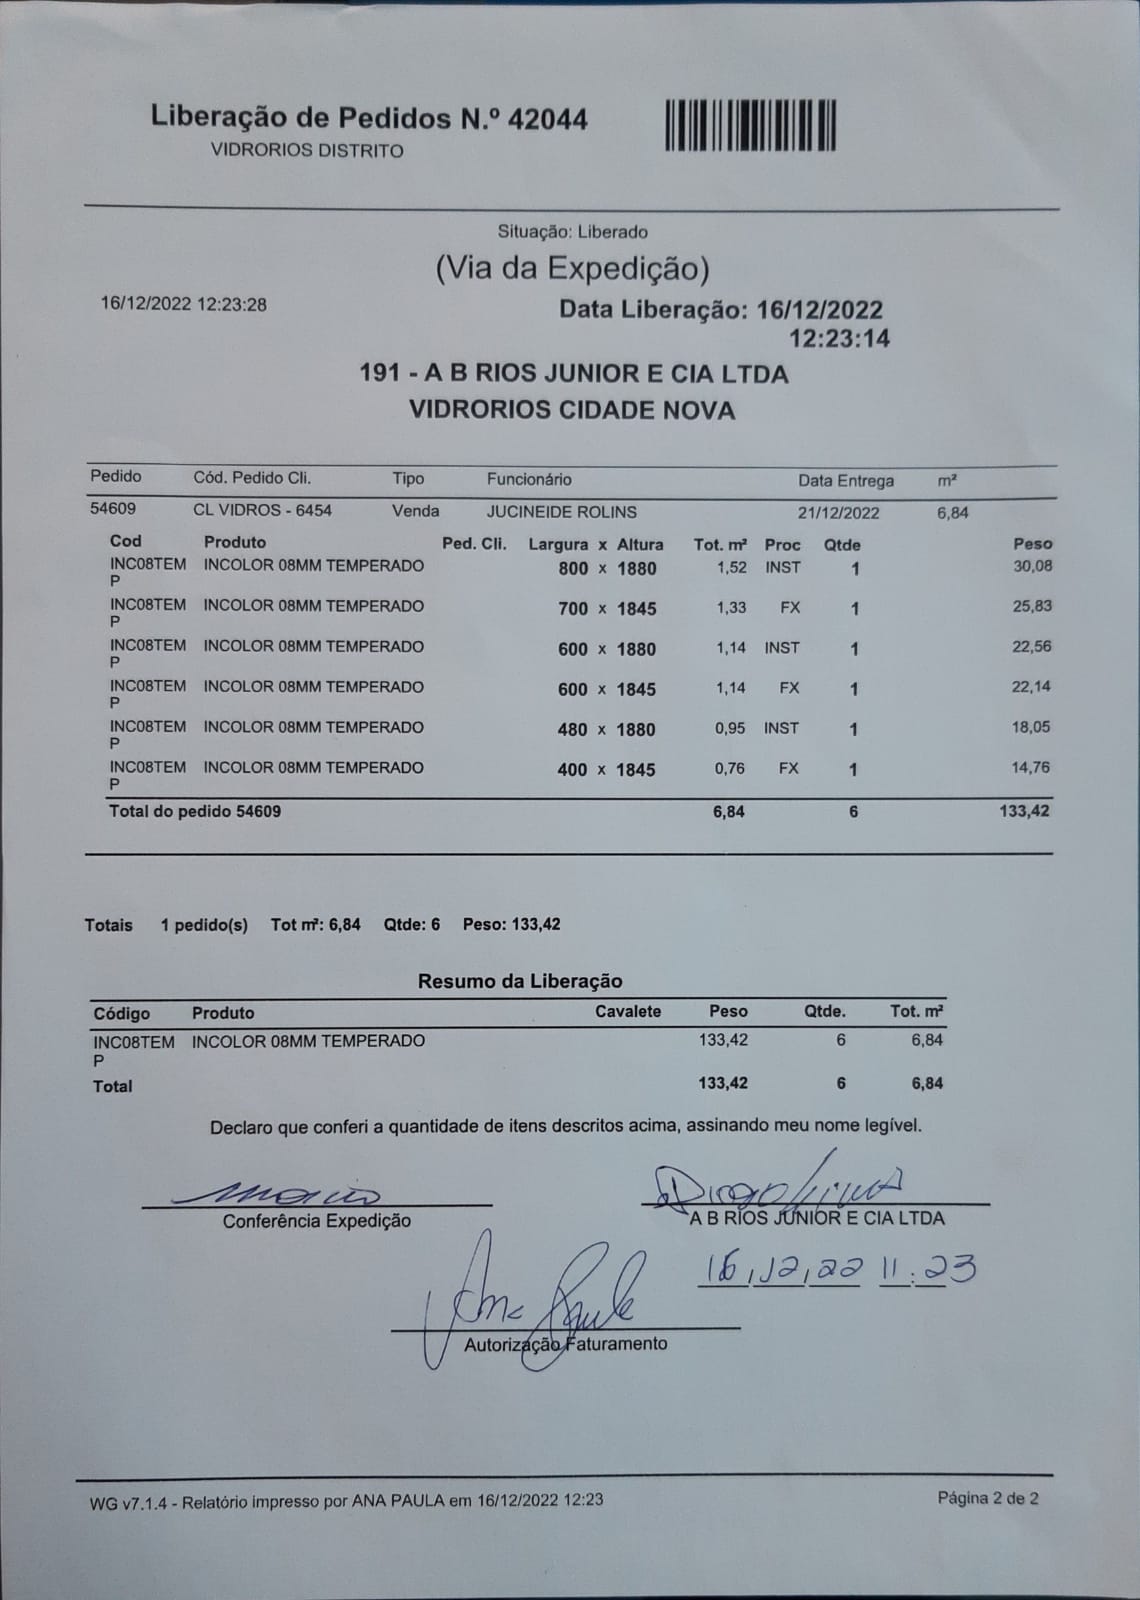 Liberação de Pedidos N.º 42044
VIDRORIOS DISTRITO
Situação: Liberado
(Via da Expedição)
16/12/2022 12:23:28
Data Liberação: 16/12/2022
12:23:14
191 - A B RIOS JUNIOR E CIA LTDA
VIDRORIOS CIDADE NOVA
Pedido Cód. Pedido Cli. Tipo Funcionário Data Entrega m²
54609 CL VIDROS - 6454 Venda JUCINEIDE ROLINS 21/12/2022 6,84
Cod Produto Ped. Cli. Largura x Altura Tot. m² Proc Qtde Peso
INC08TEM INCOLOR 08MM TEMPERADO 800 x 1880 1,52 INST 1 30,08
P
INC08TEM INCOLOR 08MM TEMPERADO 700 x 1845 1,33 FX 1 25,83
P
INC08TEM INCOLOR 08MM TEMPERADO 600 x 1880 1,14 INST 1 22,56
P
INC08TEM INCOLOR 08MM TEMPERADO 600 x 1845 1,14 FX 1 22,14
P
INC08TEM INCOLOR 08MM TEMPERADO 480 x 1880 0,95 INST 1 18,05
P
INC08TEM INCOLOR 08MM TEMPERADO 400 x 1845 0,76 FX 1 14,76
P
Total do pedido 54609 6,84 6 133,42
Totais 1 pedido(s) Tot m²: 6,84 Qtde: 6 Peso: 133,42
Resumo da Liberação
Código Produto Cavalete Peso Qtde. Tot. m²
INC08TEM INCOLOR 08MM TEMPERADO 133,42 6 6,84
P
Total 133,42 6 6,84
Declaro que conferi a quantidade de itens descritos acima, assinando meu nome legível.
Diogo
Conferência Expedição
A B RIOS JUNIOR E CIA LTDA
16,12,22 11:23
Ana Paula
Autorização Faturamento
WG v7.1.4 - Relatório impresso por ANA PAULA em 16/12/2022 12:23
Página 2 de 2